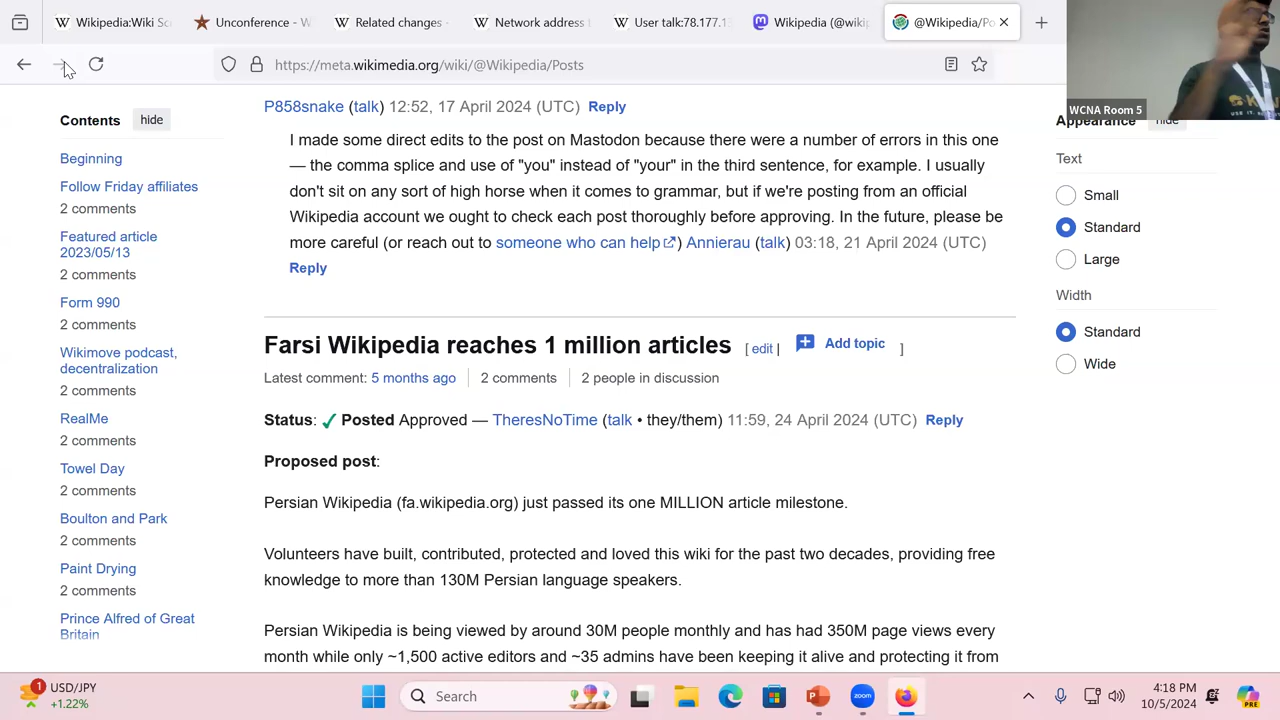 Wikipedia:Wiki Sc
Unconference - W
Related changes -
Network address t
User talk:78.177.1
Wikipedia (@wiki
@Wikipedia/Po
https://meta.wikimedia.org/wiki/@Wikipedia/Posts
WCNA Room 5
Contents hide
Beginning
Follow Friday affiliates
2 comments
Featured article
2023/05/13
2 comments
Form 990
2 comments
Wikimove podcast,
decentralization
2 comments
RealMe
2 comments
Towel Day
2 comments
Boulton and Park
2 comments
Paint Drying
2 comments
Prince Alfred of Great
Britain
P858snake (talk) 12:52, 17 April 2024 (UTC) Reply
I made some direct edits to the post on Mastodon because there were a number of errors in this one
— the comma splice and use of "you" instead of "your" in the third sentence, for example. I usually
don't sit on any sort of high horse when it comes to grammar, but if we're posting from an official
Wikipedia account we ought to check each post thoroughly before approving. In the future, please be
more careful (or reach out to someone who can help) Annierau (talk) 03:18, 21 April 2024 (UTC)
Reply
Farsi Wikipedia reaches 1 million articles [ edit | Add topic ]
Latest comment: 5 months ago 2 comments 2 people in discussion
Status: ✓ Posted Approved — TheresNoTime (talk • they/them) 11:59, 24 April 2024 (UTC) Reply
Proposed post:
Persian Wikipedia (fa.wikipedia.org) just passed its one MILLION article milestone.
Volunteers have built, contributed, protected and loved this wiki for the past two decades, providing free
knowledge to more than 130M Persian language speakers.
Persian Wikipedia is being viewed by around 30M people monthly and has had 350M page views every
month while only ~1,500 active editors and ~35 admins have been keeping it alive and protecting it from
Appearance hide
Text
Small
Standard
Large
Width
Standard
Wide
1
USD/JPY
+1.22%
Search
4:18 PM
10/5/2024
PRE